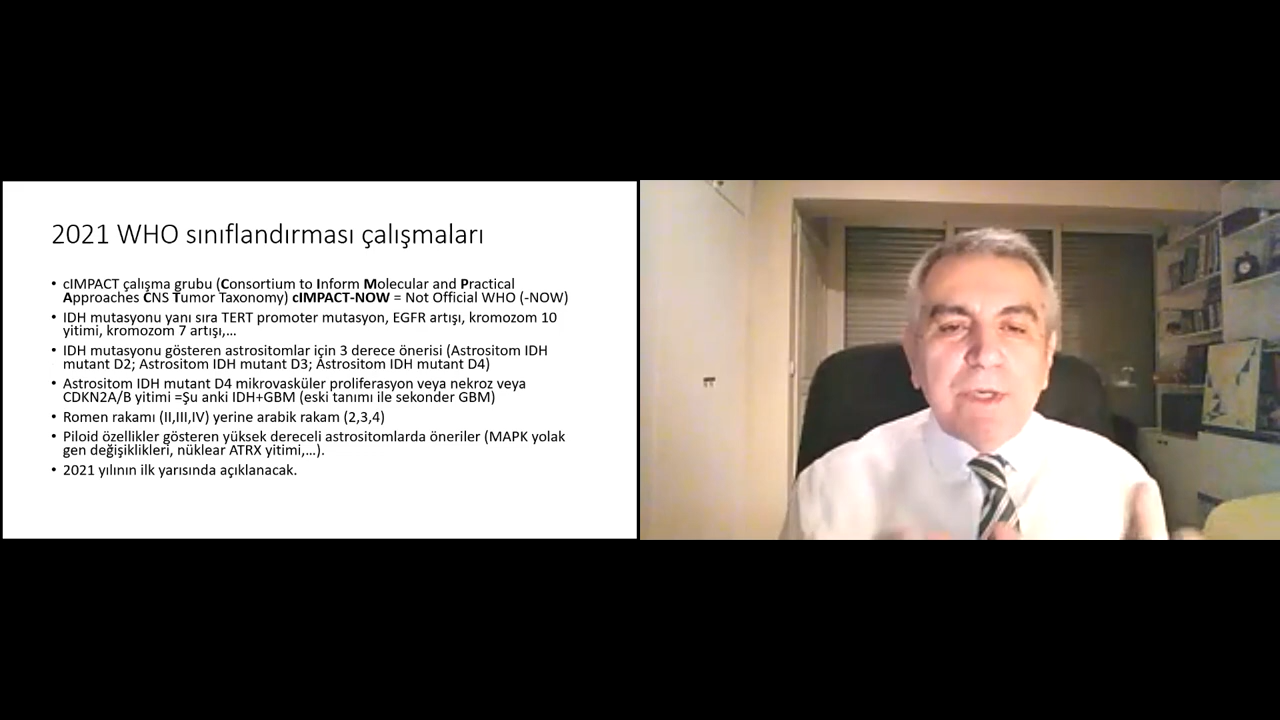 2021 WHO sınıflandırması çalışmaları
• cIMPACT çalışma grubu (Consortium to Inform Molecular and Practical
Approaches CNS Tumor Taxonomy) cIMPACT-NOW = Not Official WHO (-NOW)
• IDH mutasyonu yanı sıra TERT promoter mutasyon, EGFR artışı, kromozom 10
yitimi, kromozom 7 artışı,...
• IDH mutasyonu gösteren astrositomlar için 3 derece önerisi (Astrositom IDH
mutant D2; Astrositom IDH mutant D3; Astrositom IDH mutant D4)
• Astrositom IDH mutant D4 mikrovasküler proliferasyon veya nekroz veya
CDKN2A/B yitimi =Şu anki IDH+GBM (eski tanımı ile sekonder GBM)
• Romen rakamı (II,III,IV) yerine arabik rakam (2,3,4)
• Piloid özellikler gösteren yüksek dereceli astrositomlarda öneriler (MAPK yolak
gen değişiklikleri, nüklear ATRX yitimi,...).
• 2021 yılının ilk yarısında açıklanacak.